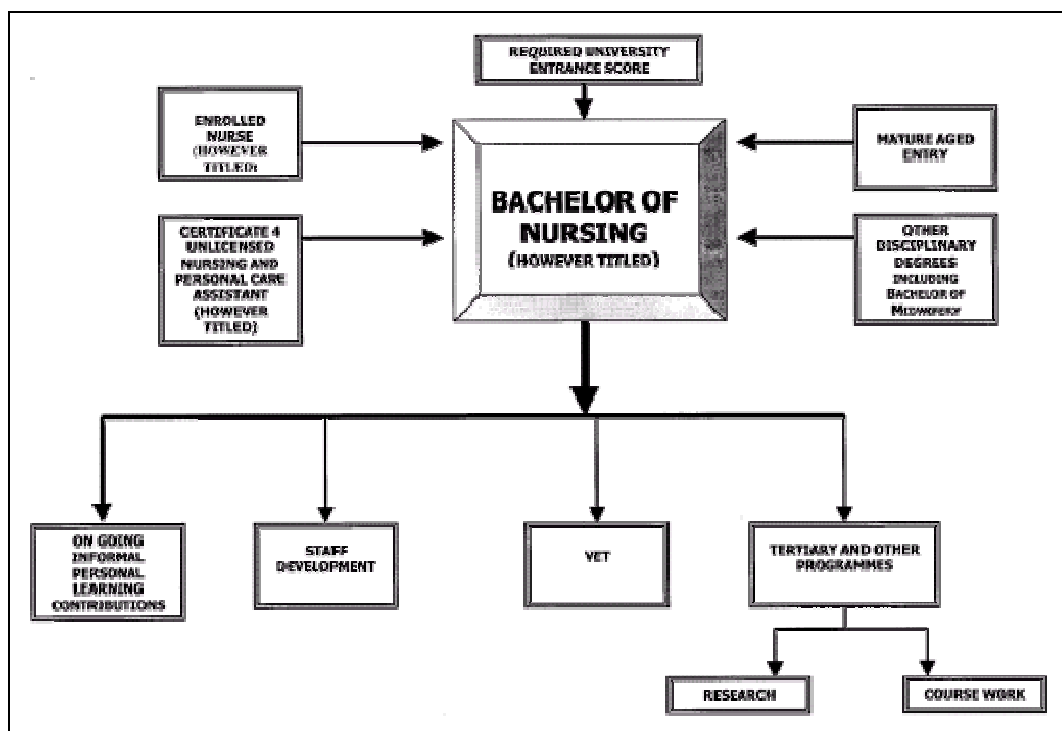 REQUIRED UNIVERSITY
ENTRANCE SCORE
ENROLLED
NURSE
(HOWEVER
TITLED)
MATURE AGED
ENTRY
BACHELOR OF
NURSING
(HOWEVER TITLED)
CERTIFICATE 4
UNLICENSED
NURSING AND
PERSONAL CARE
ASSISTANT
(HOWEVER
TITLED)
OTHER
DISCIPLINARY
DEGREES
INCLUDING
BACHELOR OF
MIDWIFERY
ON GOING
INFORMAL
PERSONAL
LEARNING
CONTRIBUTIONS
STAFF
DEVELOPMENT
VET
TERTIARY AND OTHER
PROGRAMMES
RESEARCH
COURSE WORK